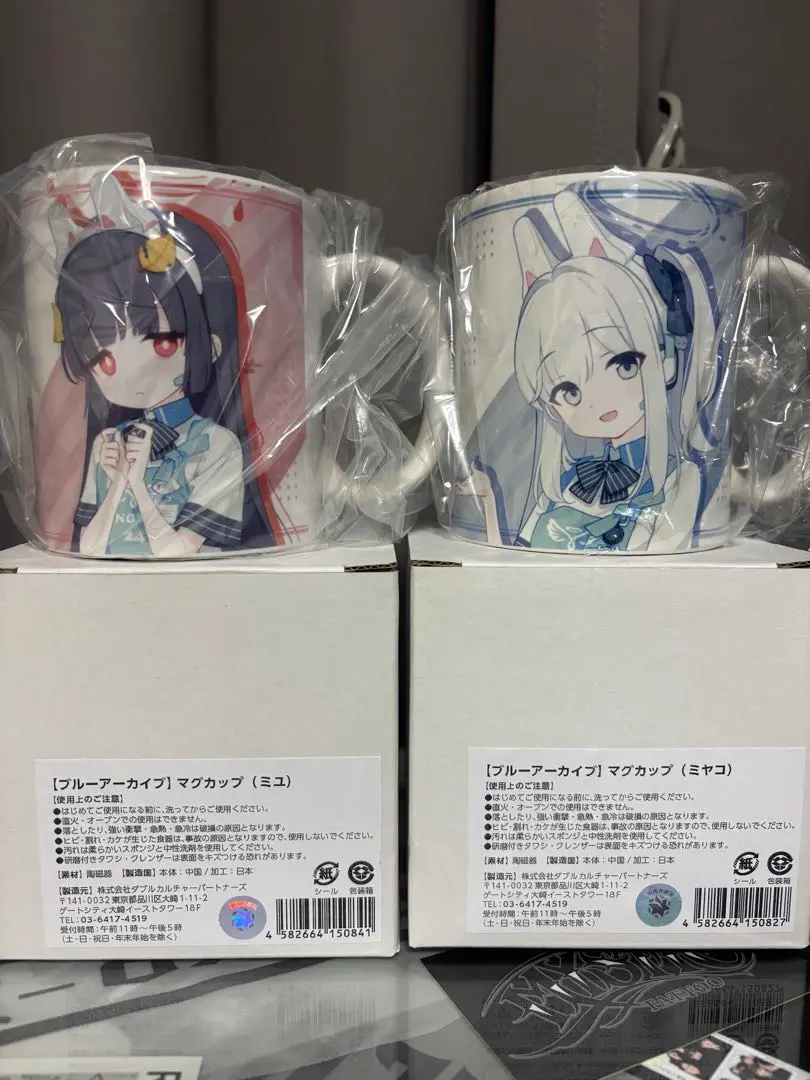 【ブルーアーカイブ】マグカップ（ミユ）
【使用上のご注意】
●はじめてご使用になる前に、洗ってからご使用ください。
●直火・オーブンでの使用はできません。
●落としたり、強い衝撃・急熱・急冷は破損の原因となります。
●ヒビ・割れ・カケが生じた食器は、事故の原因となりますので、使用しないでください。
●汚れは柔らかいスポンジと中性洗剤を使用してください。
●研磨付きタワシ・クレンザーは表面をキズつける恐れがあります。
【素材】陶磁器 【製造国】本体：中国／加工：日本
【製造元】株式会社ダブルカルチャーパートナーズ
〒141-0032 東京都品川区大崎 1-11-2
ゲートシティ大崎イーストタワー 18F
TEL：03-6417-4519
受付時間：午前11時～午後5時
（土・日・祝日・年末年始を除く）
紙
シール
包装箱
4 582664 150841
【ブルーアーカイブ】マグカップ（ミヤコ）
【使用上のご注意】
●はじめてご使用になる前に、洗ってからご使用ください。
●直火・オーブンでの使用はできません。
●落としたり、強い衝撃・急熱・急冷は破損の原因となります。
●ヒビ・割れ・カケが生じた食器は、事故の原因となりますので、使用しないでください。
●汚れは柔らかいスポンジと中性洗剤を使用してください。
●研磨付きタワシ・クレンザーは表面をキズつける恐れがあります。
【素材】陶磁器 【製造国】本体：中国／加工：日本
【製造元】株式会社ダブルカルチャーパートナーズ
〒141-0032 東京都品川区大崎 1-11-2
ゲートシティ大崎イーストタワー 18F
TEL：03-6417-4519
受付時間：午前11時～午後5時
（土・日・祝日・年末年始を除く）
紙
シール
包装箱
4 582664 150827
TATTOO